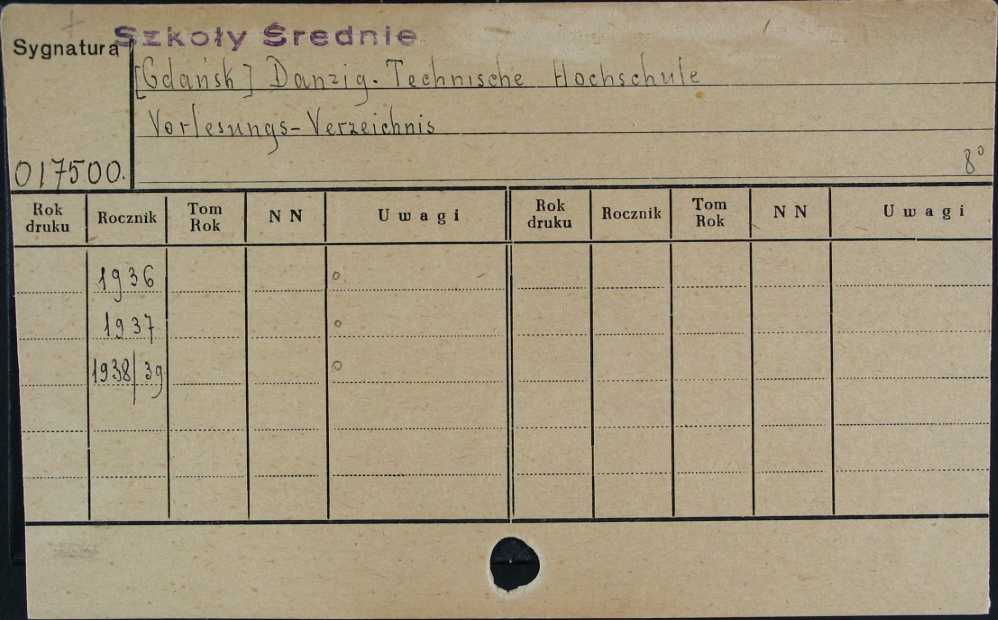 Szkoły Średnie
Sygnatura
[Gdańsk] Danzig. Technische Hochschule
Vorlesungs-Verzeichnis
017500.
8°
Rok druku Rocznik Tom Rok NN Uwagi Rok druku Rocznik Tom Rok NN Uwagi
1936 o
1937 o
1938/39 o